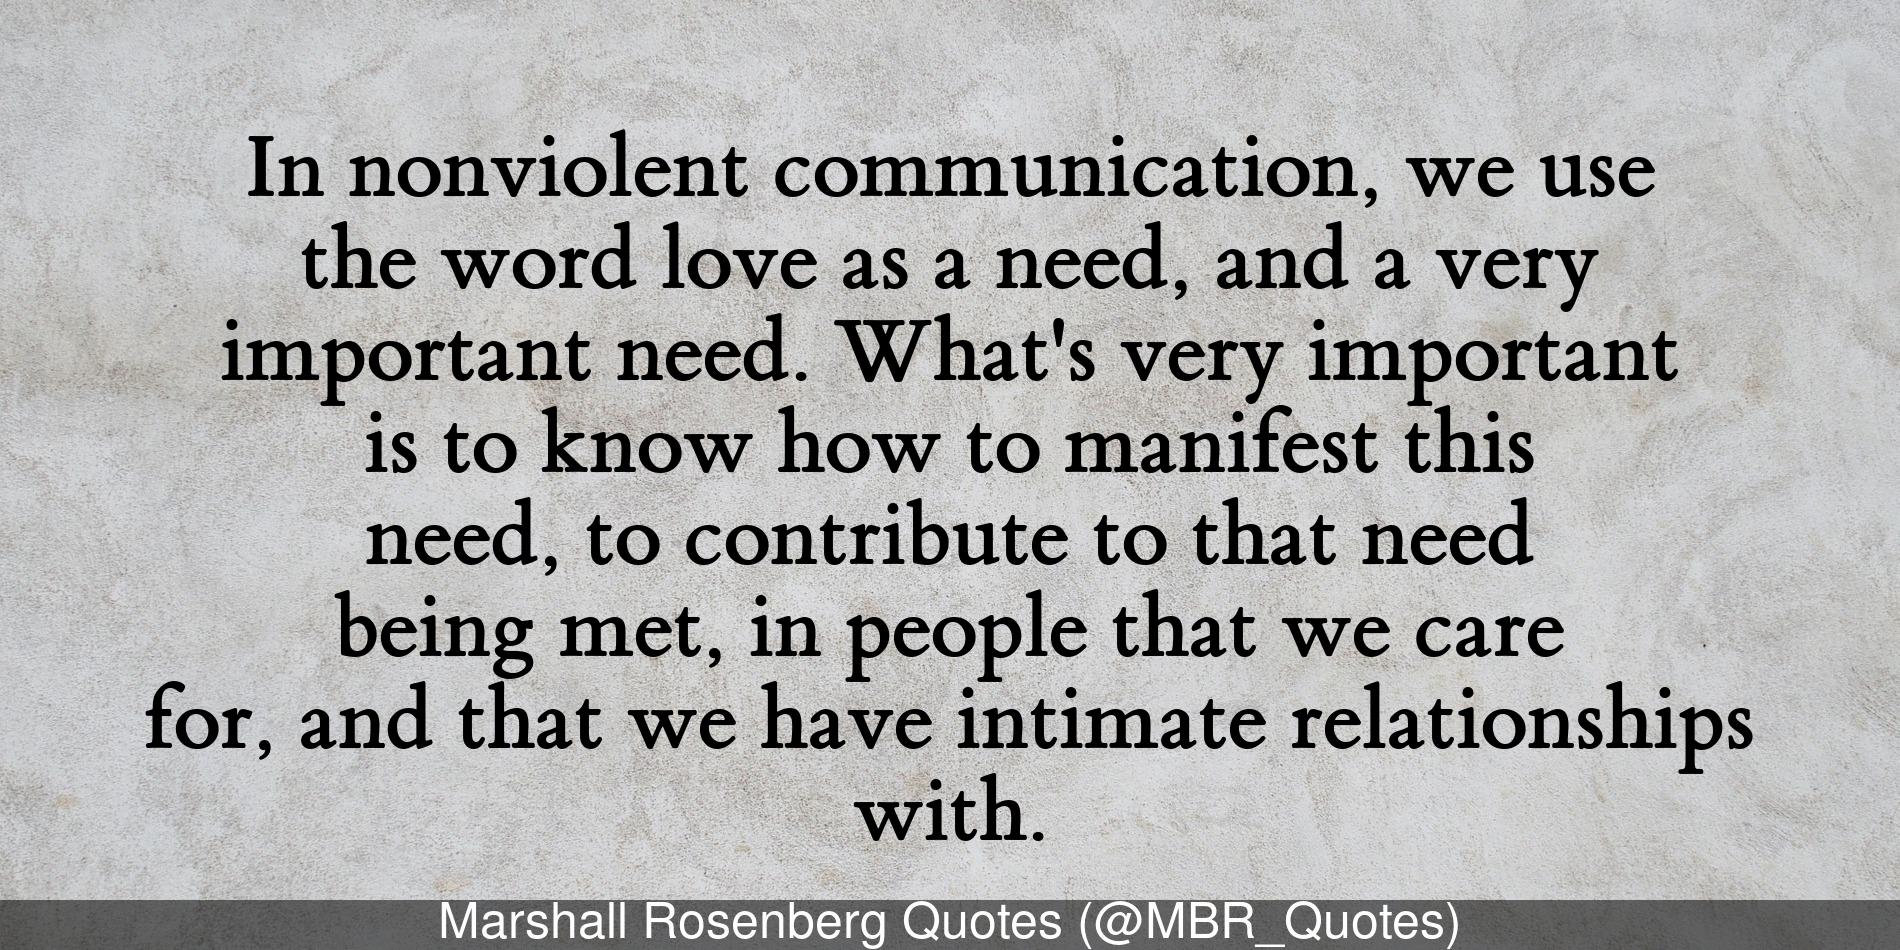 In nonviolent communication, we use
the word love as a need, and a very
important need. What's very important
is to know how to manifest this
need, to contribute to that need
being met, in people that we care
for, and that we have intimate relationships
with.
Marshall Rosenberg Quotes (@MBR_Quotes)